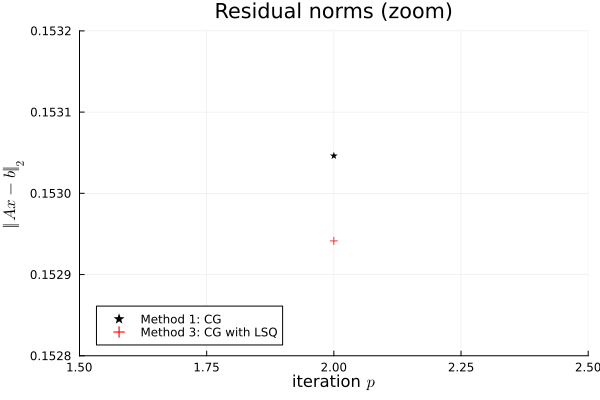 Residual norms (zoom)
0.1532
0.1531
0.1530
0.1529
0.1528
‖Ax − b‖₂
Method 1: CG
Method 3: CG with LSQ
1.50 1.75 2.00 2.25 2.50
iteration p